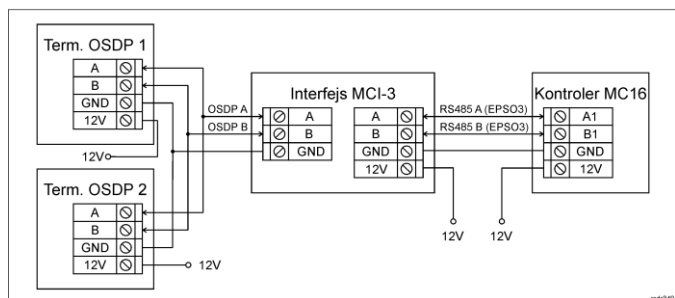 Term. OSDP 1
A
B
GND
12V
12V
Term. OSDP 2
A
B
GND
12V
12V
OSDP A
OSDP B
Interfejs MCI-3
A
B
GND
A
B
GND
12V
12V
RS485 A (EPSO3)
RS485 B (EPSO3)
Kontroler MC16
A1
B1
GND
12V
12V